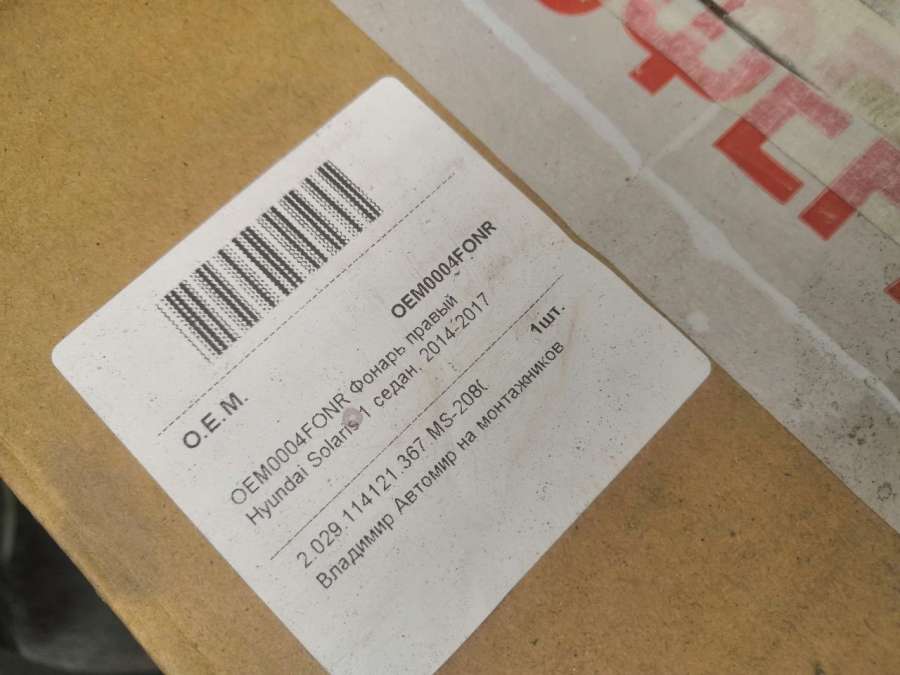 O.E.M.
OEM0004FONR
OEM0004FONR Фонарь правый
Hyundai Solaris 1 седан 2014-2017
1шт.
2.029.114121.367 MS-208
Владимир Автомир на монтажников